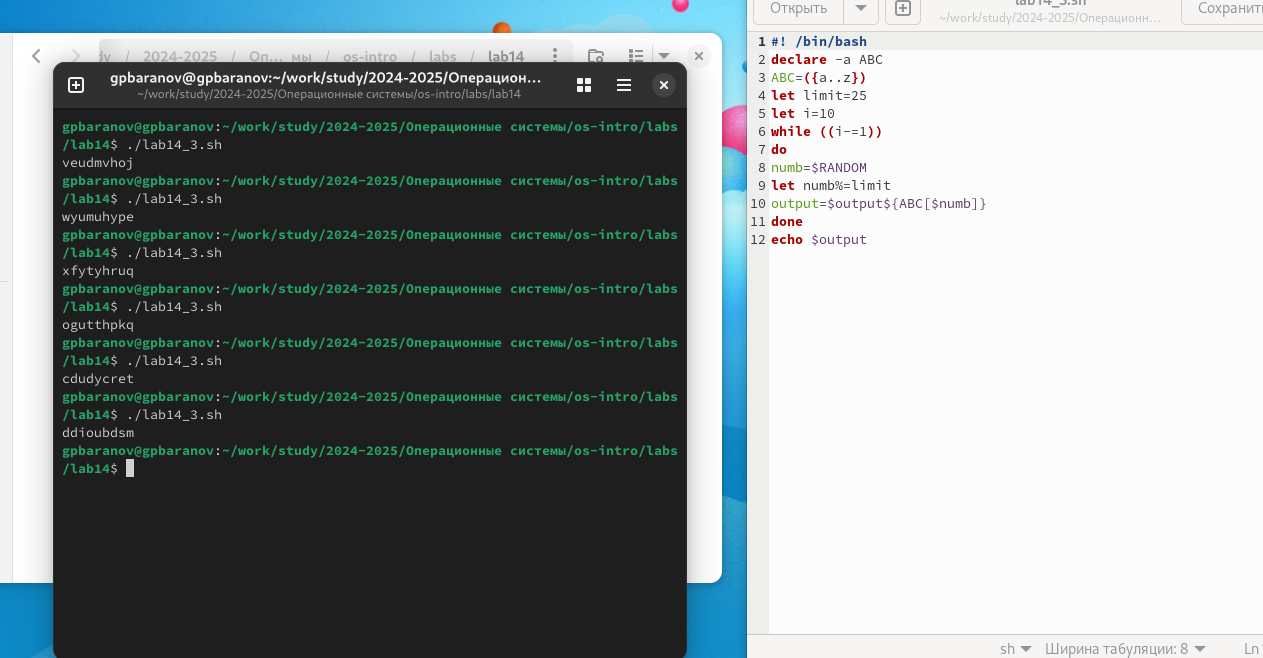 2024-2025 / Оп... мы / os-intro / labs / lab14
gpbaranov@gpbaranov:~/work/study/2024-2025/Операцион...
~/work/study/2024-2025/Операционные системы/os-intro/labs/lab14
gpbaranov@gpbaranov:~/work/study/2024-2025/Операционные системы/os-intro/labs
/lab14$ ./lab14_3.sh
veudmvhoj
gpbaranov@gpbaranov:~/work/study/2024-2025/Операционные системы/os-intro/labs
/lab14$ ./lab14_3.sh
wyumuhype
gpbaranov@gpbaranov:~/work/study/2024-2025/Операционные системы/os-intro/labs
/lab14$ ./lab14_3.sh
xfytyhruq
gpbaranov@gpbaranov:~/work/study/2024-2025/Операционные системы/os-intro/labs
/lab14$ ./lab14_3.sh
ogutthpkq
gpbaranov@gpbaranov:~/work/study/2024-2025/Операционные системы/os-intro/labs
/lab14$ ./lab14_3.sh
cdudycret
gpbaranov@gpbaranov:~/work/study/2024-2025/Операционные системы/os-intro/labs
/lab14$ ./lab14_3.sh
ddioubdsm
gpbaranov@gpbaranov:~/work/study/2024-2025/Операционные системы/os-intro/labs
/lab14$
Открыть
lab14_3.sh
~/work/study/2024-2025/Операционн...
Сохранить
1 #! /bin/bash
2 declare -a ABC
3 ABC=({a..z})
4 let limit=25
5 let i=10
6 while ((i-=1))
7 do
8 numb=$RANDOM
9 let numb%=limit
10 output=$output${ABC[$numb]}
11 done
12 echo $output
sh
Ширина табуляции: 8
Ln